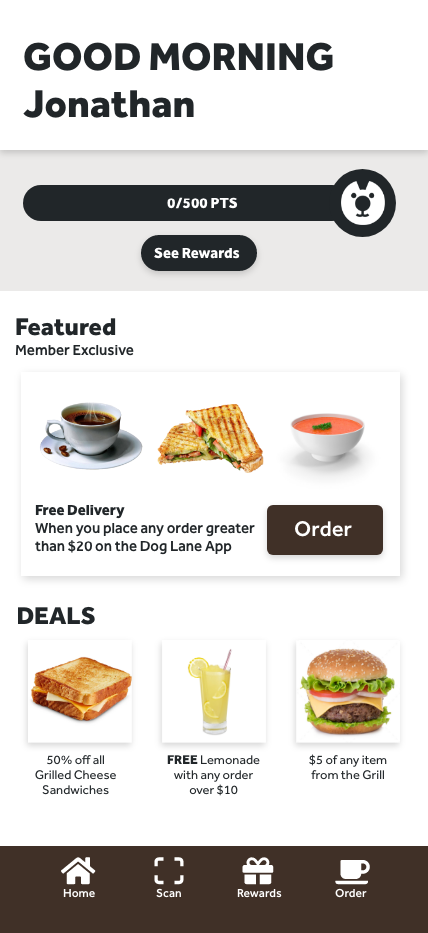 GOOD MORNING
Jonathan
0/500 PTS
See Rewards
Featured
Member Exclusive
Free Delivery
When you place any order greater
than $20 on the Dog Lane App
Order
DEALS
50% off all
Grilled Cheese
Sandwiches
FREE Lemonade
with any order
over $10
$5 of any item
from the Grill
Home
Scan
Rewards
Order